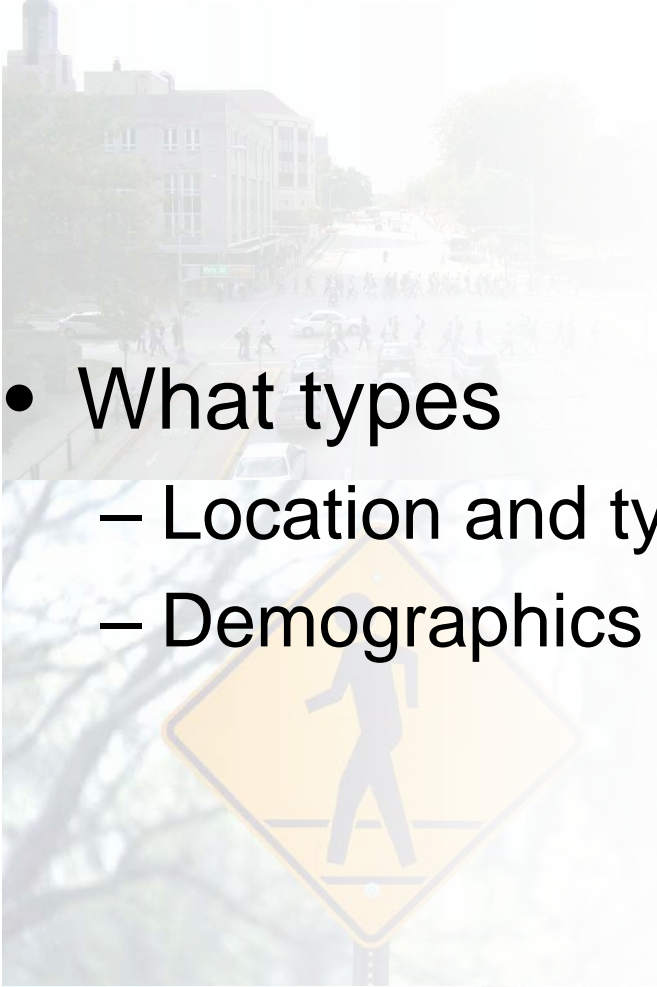 • What types
– Location and ty
– Demographics